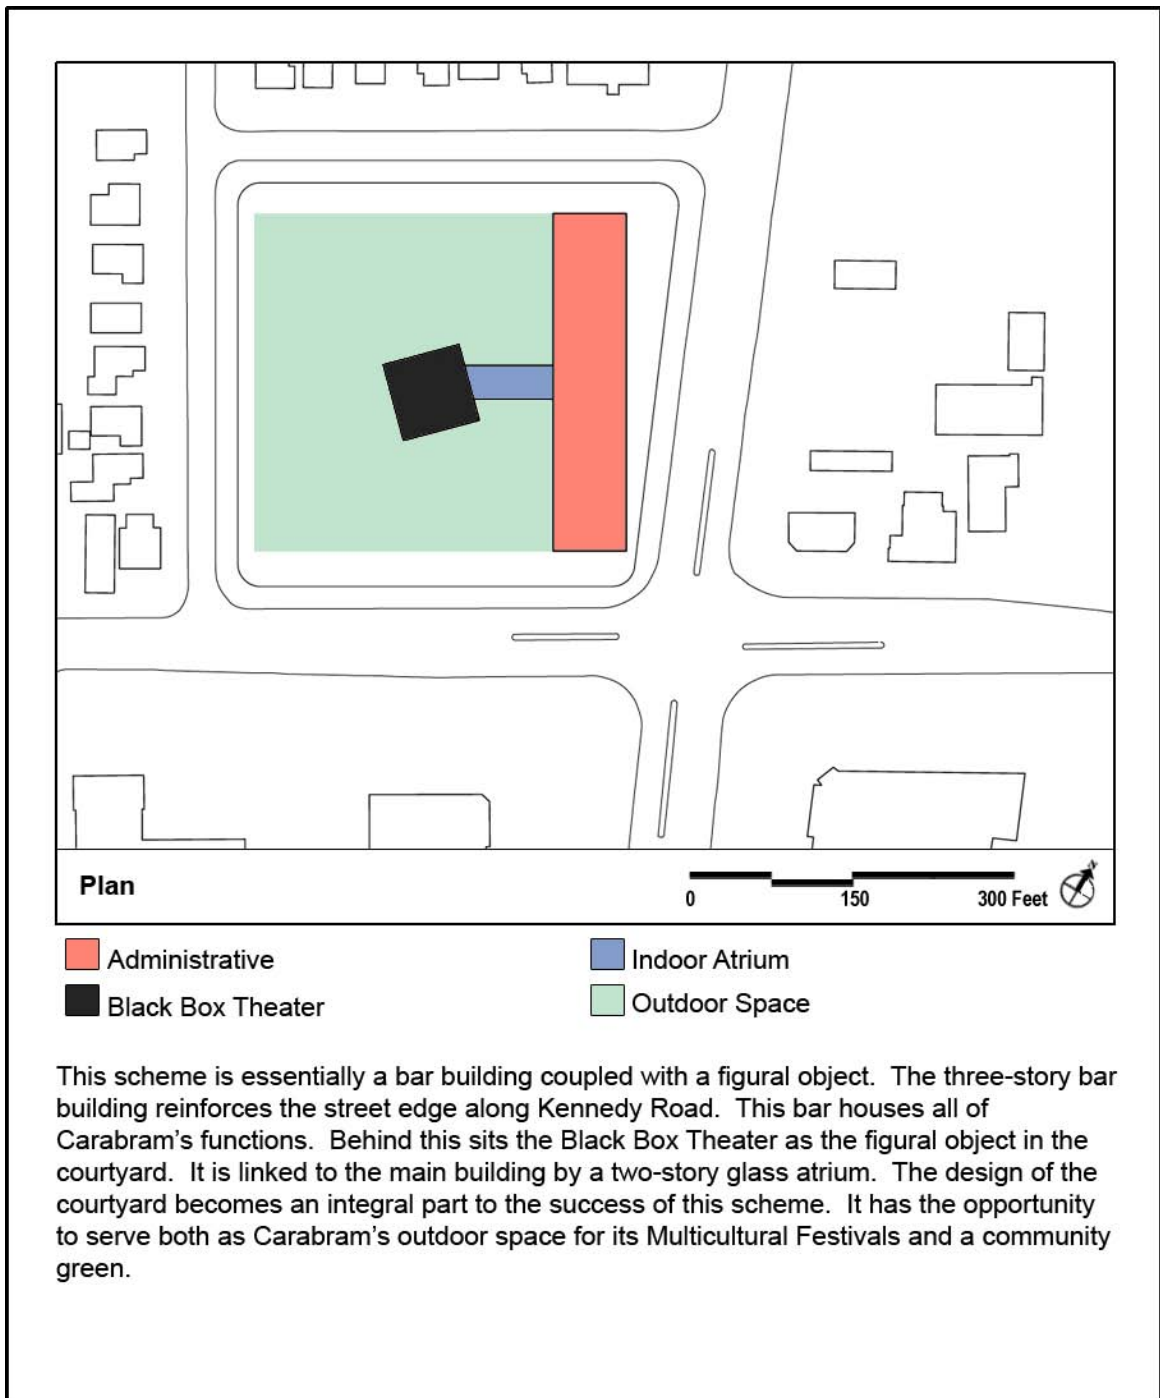 Plan
0 150 300 Feet
N
Administrative
Indoor Atrium
Black Box Theater
Outdoor Space
This scheme is essentially a bar building coupled with a figural object. The three-story bar
building reinforces the street edge along Kennedy Road. This bar houses all of
Carabram's functions. Behind this sits the Black Box Theater as the figural object in the
courtyard. It is linked to the main building by a two-story glass atrium. The design of the
courtyard becomes an integral part to the success of this scheme. It has the opportunity
to serve both as Carabram's outdoor space for its Multicultural Festivals and a community
green.